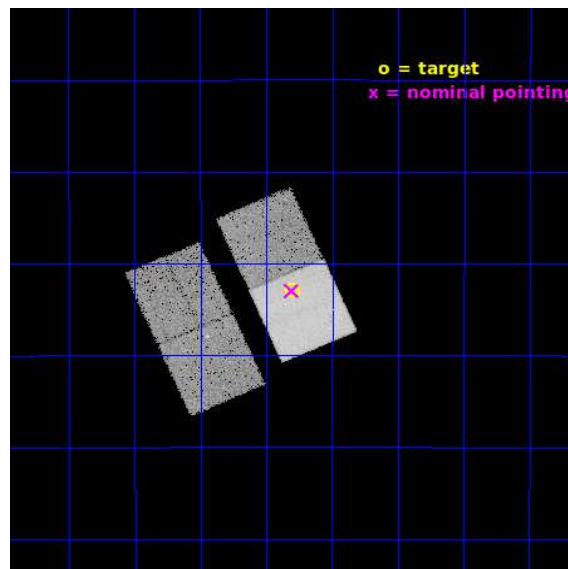 o = target
x = nominal pointing